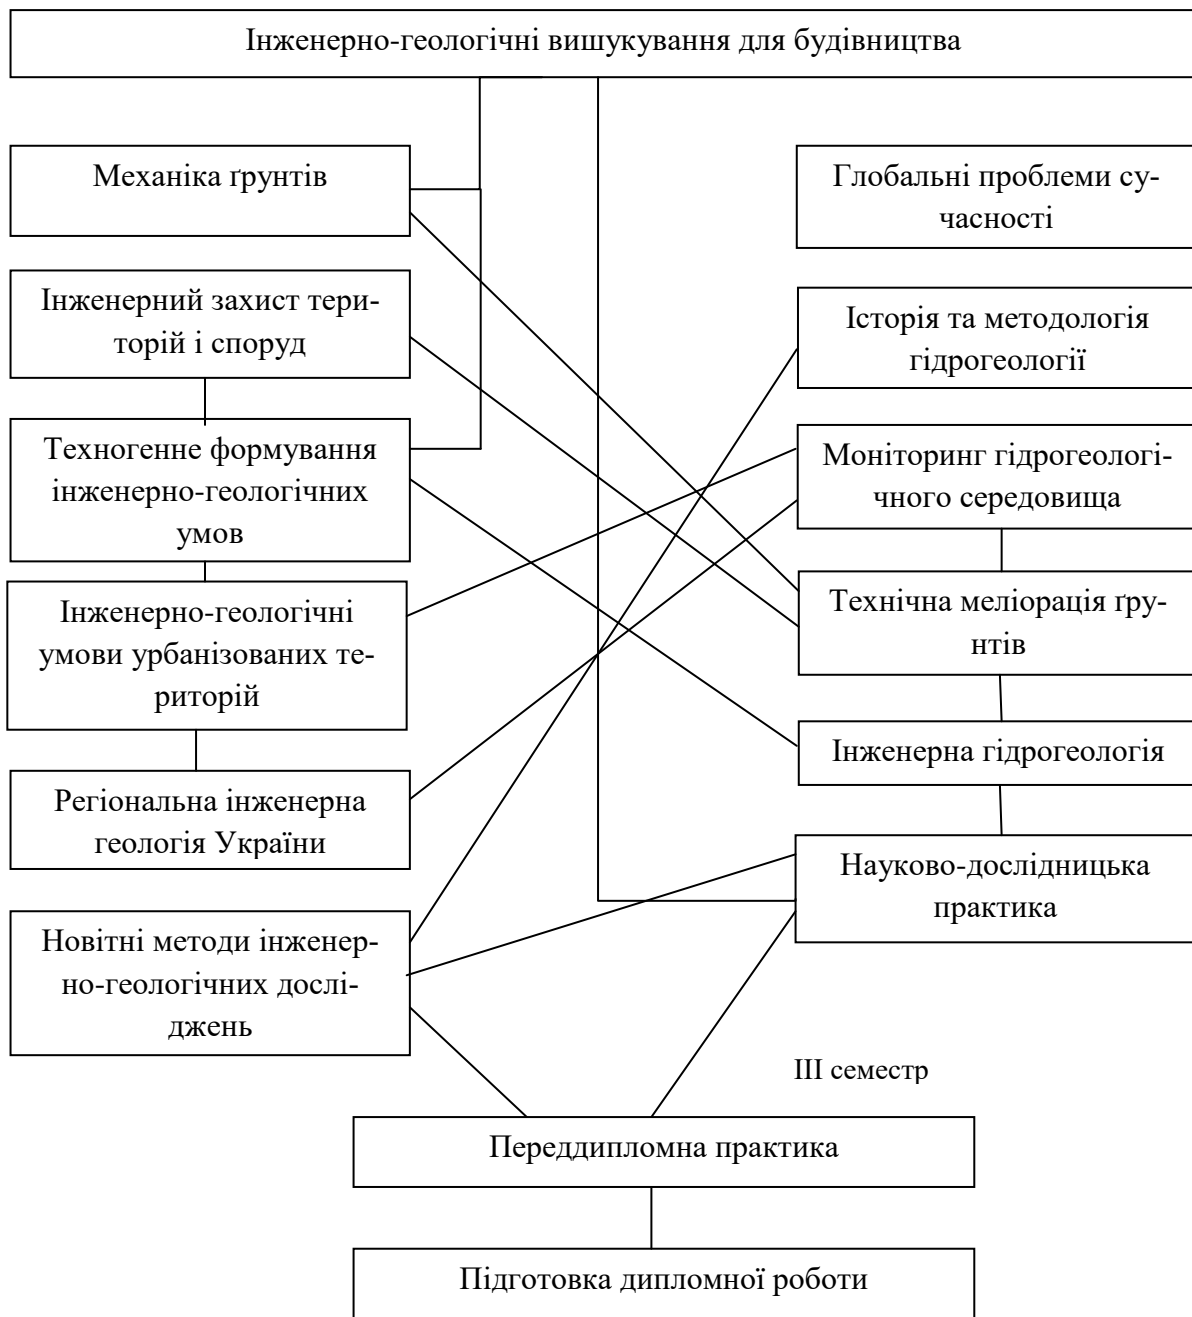 Інженерно-геологічні вишукування для будівництва
Механіка ґрунтів
Глобальні проблеми су-
часності
Інженерний захист тери-
торій і споруд
Історія та методологія
гідрогеології
Техногенне формування
інженерно-геологічних
умов
Моніторинг гідрогеологі-
чного середовища
Інженерно-геологічні
умови урбанізованих те-
риторій
Технічна меліорація ґру-
нтів
Інженерна гідрогеологія
Регіональна інженерна
геологія України
Науково-дослідницька
практика
Новітні методи інженер-
но-геологічних дослі-
джень
ІІІ семестр
Переддипломна практика
Підготовка дипломної роботи